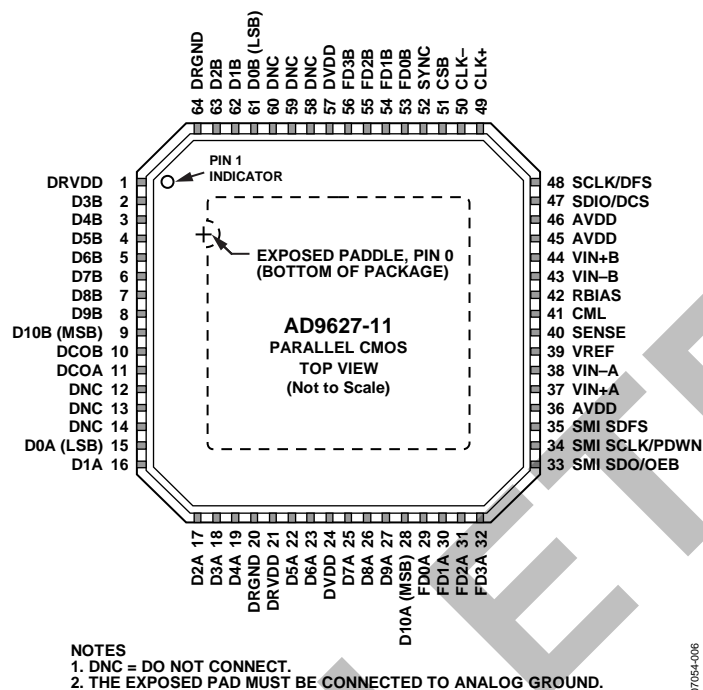 64 DRGND
63 D2B
62 D1B
61 D0B (LSB)
60 DNC
59 DNC
58 DNC
57 DVDD
56 FD3B
55 FD2B
54 FD1B
53 FD0B
52 SYNC
51 CSB
50 CLK–
49 CLK+
PIN 1
INDICATOR
DRVDD 1
D3B 2
D4B 3
D5B 4
D6B 5
D7B 6
D8B 7
D9B 8
D10B (MSB) 9
DCOB 10
DCOA 11
DNC 12
DNC 13
DNC 14
D0A (LSB) 15
D1A 16
EXPOSED PADDLE, PIN 0
(BOTTOM OF PACKAGE)
AD9627-11
PARALLEL CMOS
TOP VIEW
(Not to Scale)
48 SCLK/DFS
47 SDIO/DCS
46 AVDD
45 AVDD
44 VIN+B
43 VIN–B
42 RBIAS
41 CML
40 SENSE
39 VREF
38 VIN–A
37 VIN+A
36 AVDD
35 SMI SDFS
34 SMI SCLK/PDWN
33 SMI SDO/OEB
D2A 17
D3A 18
D4A 19
DRGND 20
DRVDD 21
D5A 22
D6A 23
DVDD 24
D7A 25
D8A 26
D9A 27
D10A (MSB) 28
FD0A 29
FD1A 30
FD2A 31
FD3A 32
NOTES
1. DNC = DO NOT CONNECT.
2. THE EXPOSED PAD MUST BE CONNECTED TO ANALOG GROUND.
07054-006
ET